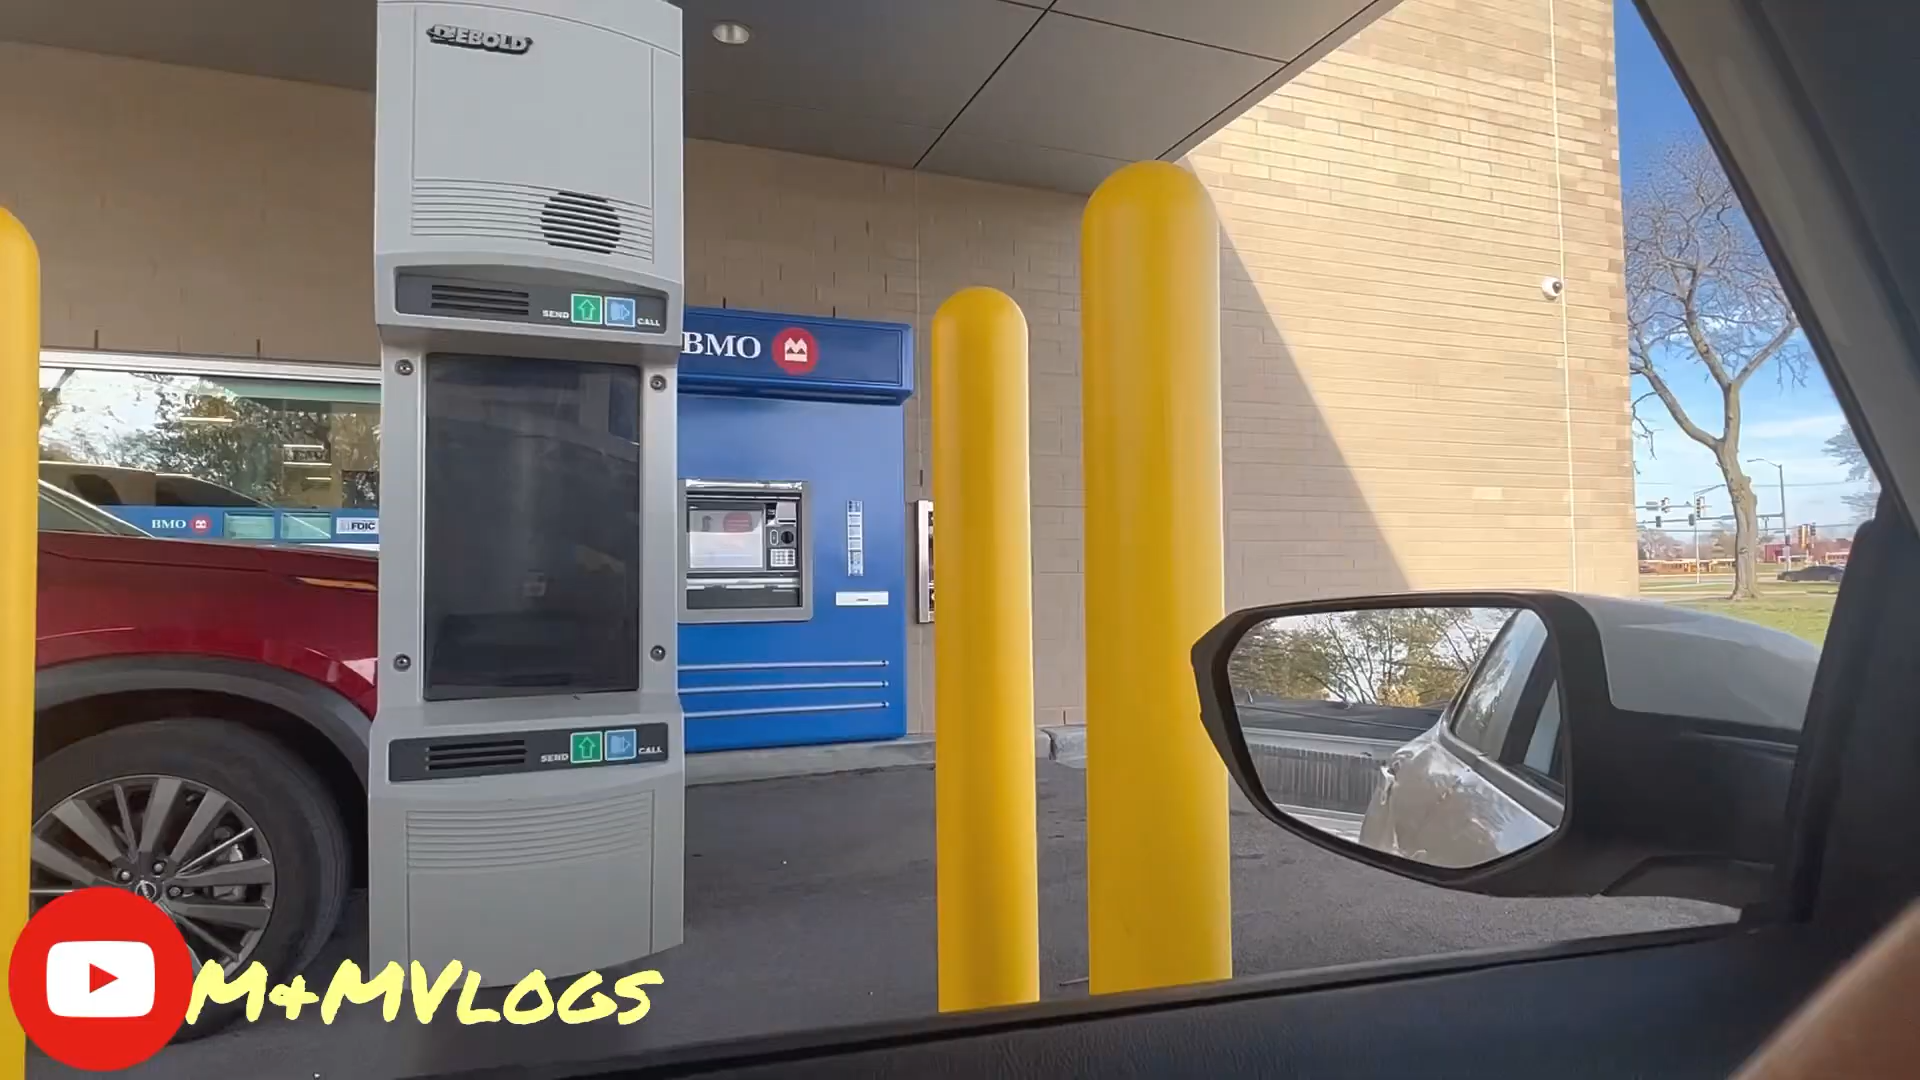 DIEBOLD
SEND CALL
BMO
BMO
FDIC
SEND CALL
M&MVLOGS